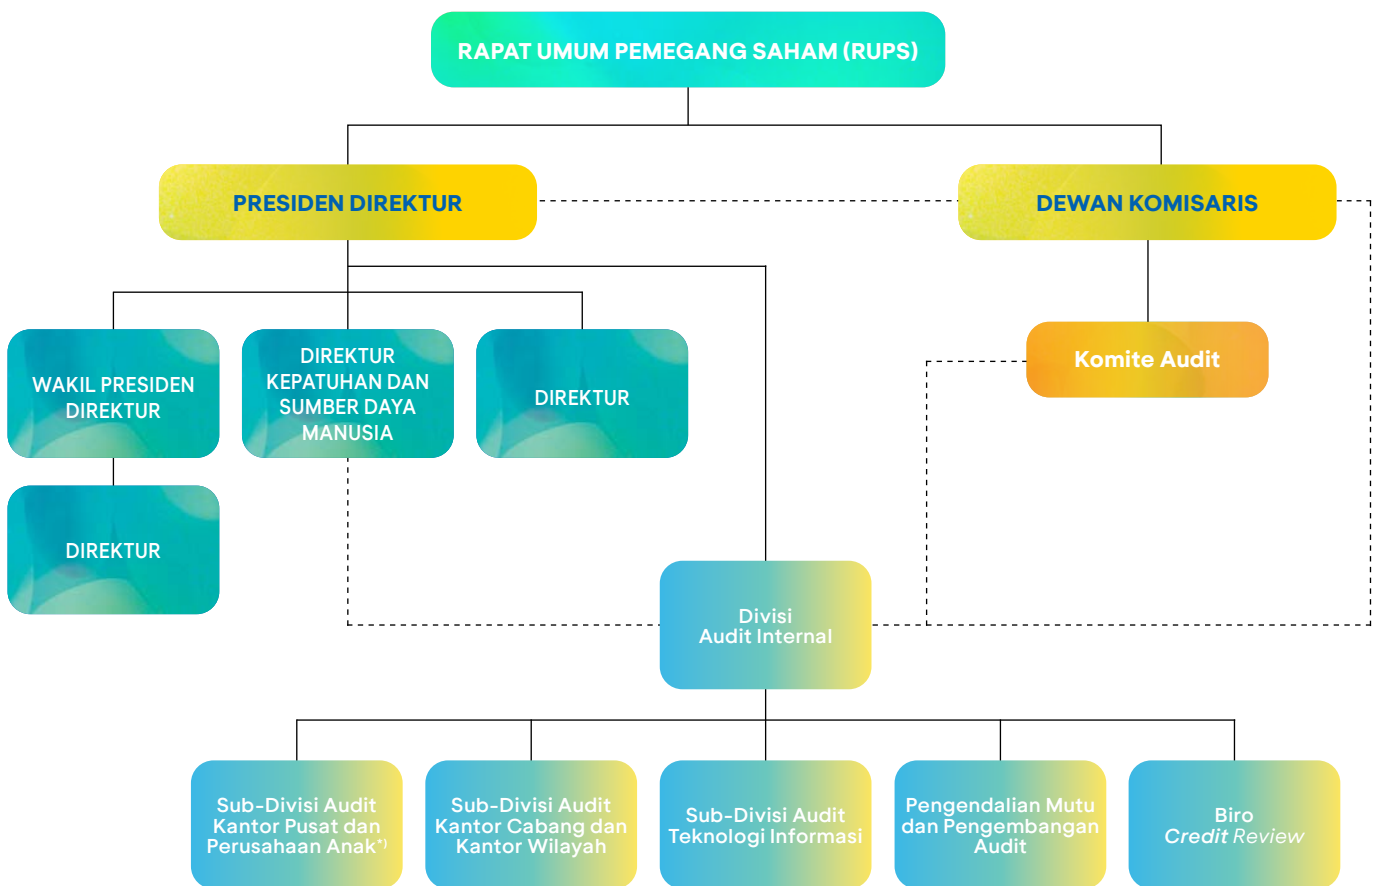 RAPAT UMUM PEMEGANG SAHAM (RUPS)
PRESIDEN DIREKTUR
DEWAN KOMISARIS
WAKIL PRESIDEN
DIREKTUR
DIREKTUR
KEPATUHAN DAN
SUMBER DAYA
MANUSIA
DIREKTUR
Komite Audit
DIREKTUR
Divisi
Audit Internal
Sub-Divisi Audit
Kantor Pusat dan
Perusahaan Anak*)
Sub-Divisi Audit
Kantor Cabang dan
Kantor Wilayah
Sub-Divisi Audit
Teknologi Informasi
Pengendalian Mutu
dan Pengembangan
Audit
Biro
Credit Review